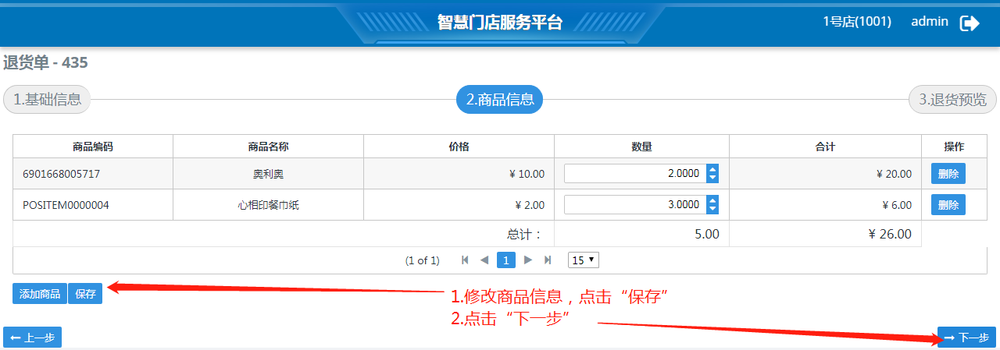 智慧门店服务平台
1号店(1001) admin
退货单 - 435
1.基础信息 2.商品信息 3.退货预览
商品编码 商品名称 价格 数量 合计 操作
6901668005717 奥利奥 ¥ 10.00 2.0000 ¥ 20.00 删除
POSITEM0000004 心相印餐巾纸 ¥ 2.00 3.0000 ¥ 6.00 删除
总计： 5.00 ¥ 26.00
(1 of 1) 1 15
添加商品 保存
1.修改商品信息，点击“保存”
2.点击“下一步”
上一步 下一步